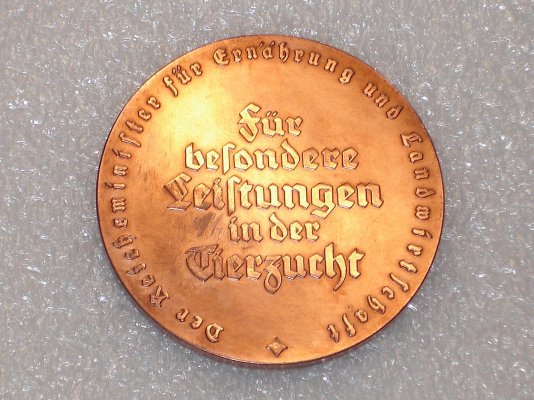 Der Reichsminister für Ernährung und Landwirtschaft
Für
besondere
Leistungen
in der
Tierzucht